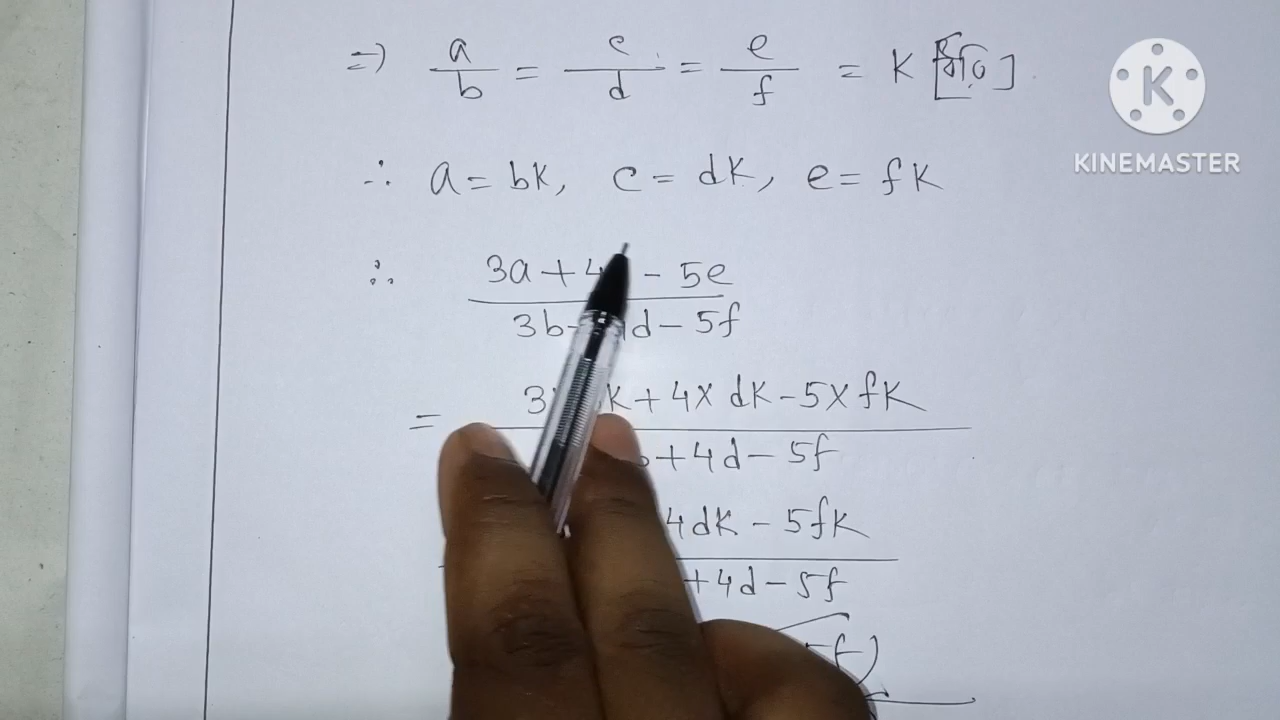 ⇒ a/b = c/d = e/f = K [ধরি]
∴ a = bK, c = dK, e = fK
∴ 3a + 4 - 5e / 3b d - 5f
= 3 K + 4 × dK - 5 × fK / + 4d - 5f
4dK - 5fK / + 4d - 5f
5f)
K
KINEMASTER